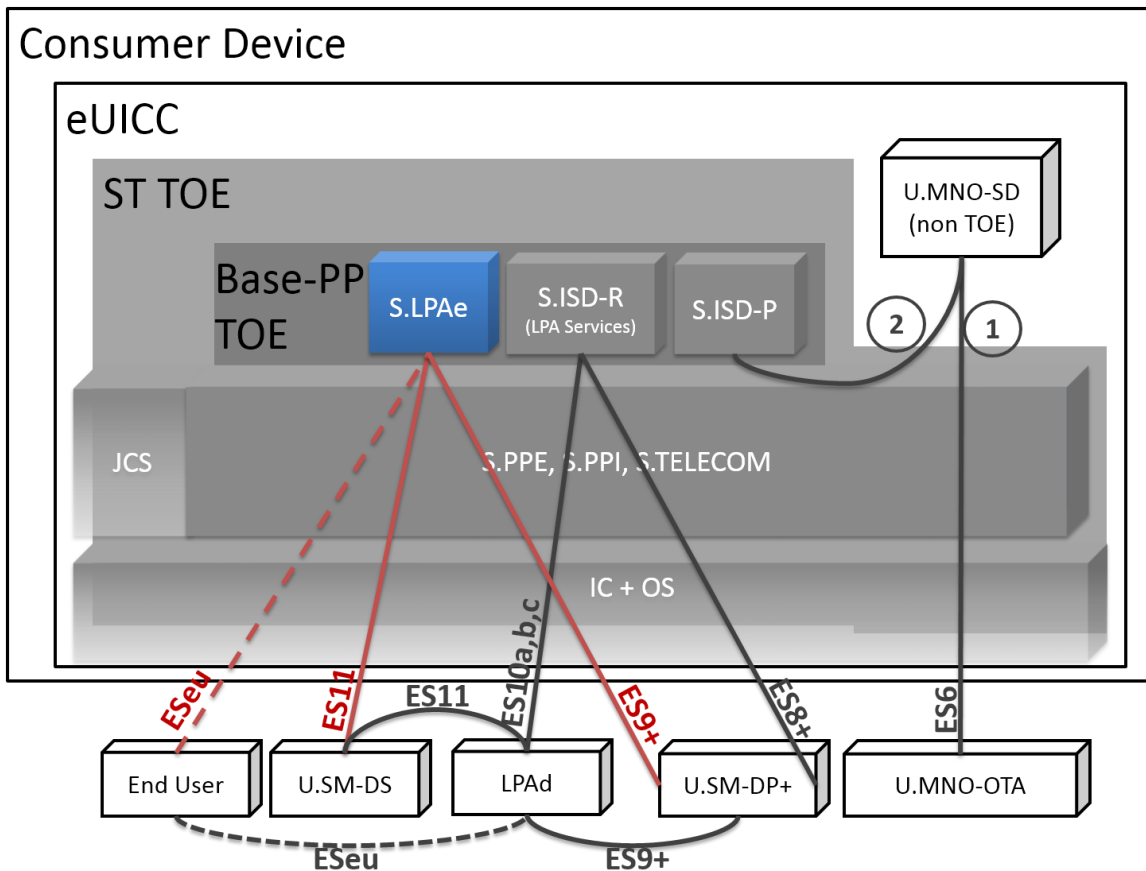 Consumer Device
eUICC
ST TOE
U.MNO-SD
(non TOE)
Base-PP
TOE
S.LPAe
S.ISD-R
(LPA Services)
S.ISD-P
2
1
JCS
S.PPE, S.PPI, S.TELECOM
IC + OS
ESeu
ES11
ES11
ES10a,b,c
ES9+
ES8+
ES6
End User
U.SM-DS
LPAd
U.SM-DP+
U.MNO-OTA
ESeu
ES9+